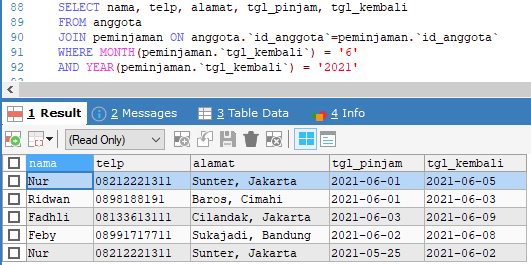 88 SELECT nama, telp, alamat, tgl_pinjam, tgl_kembali
89 FROM anggota
90 JOIN peminjaman ON anggota.`id_anggota`=peminjaman.`id_anggota`
91 WHERE MONTH(peminjaman.`tgl_kembali`) = '6'
92 AND YEAR(peminjaman.`tgl_kembali`) = '2021'
1 Result 2 Messages 3 Table Data 4 Info
(Read Only)
nama telp alamat tgl_pinjam tgl_kembali
Nur 08212221311 Sunter, Jakarta 2021-06-01 2021-06-05
Ridwan 0898188191 Baros, Cimahi 2021-06-01 2021-06-03
Fadhli 08133613111 Cilandak, Jakarta 2021-06-03 2021-06-09
Feby 08991717711 Sukajadi, Bandung 2021-06-02 2021-06-08
Nur 08212221311 Sunter, Jakarta 2021-05-25 2021-06-02